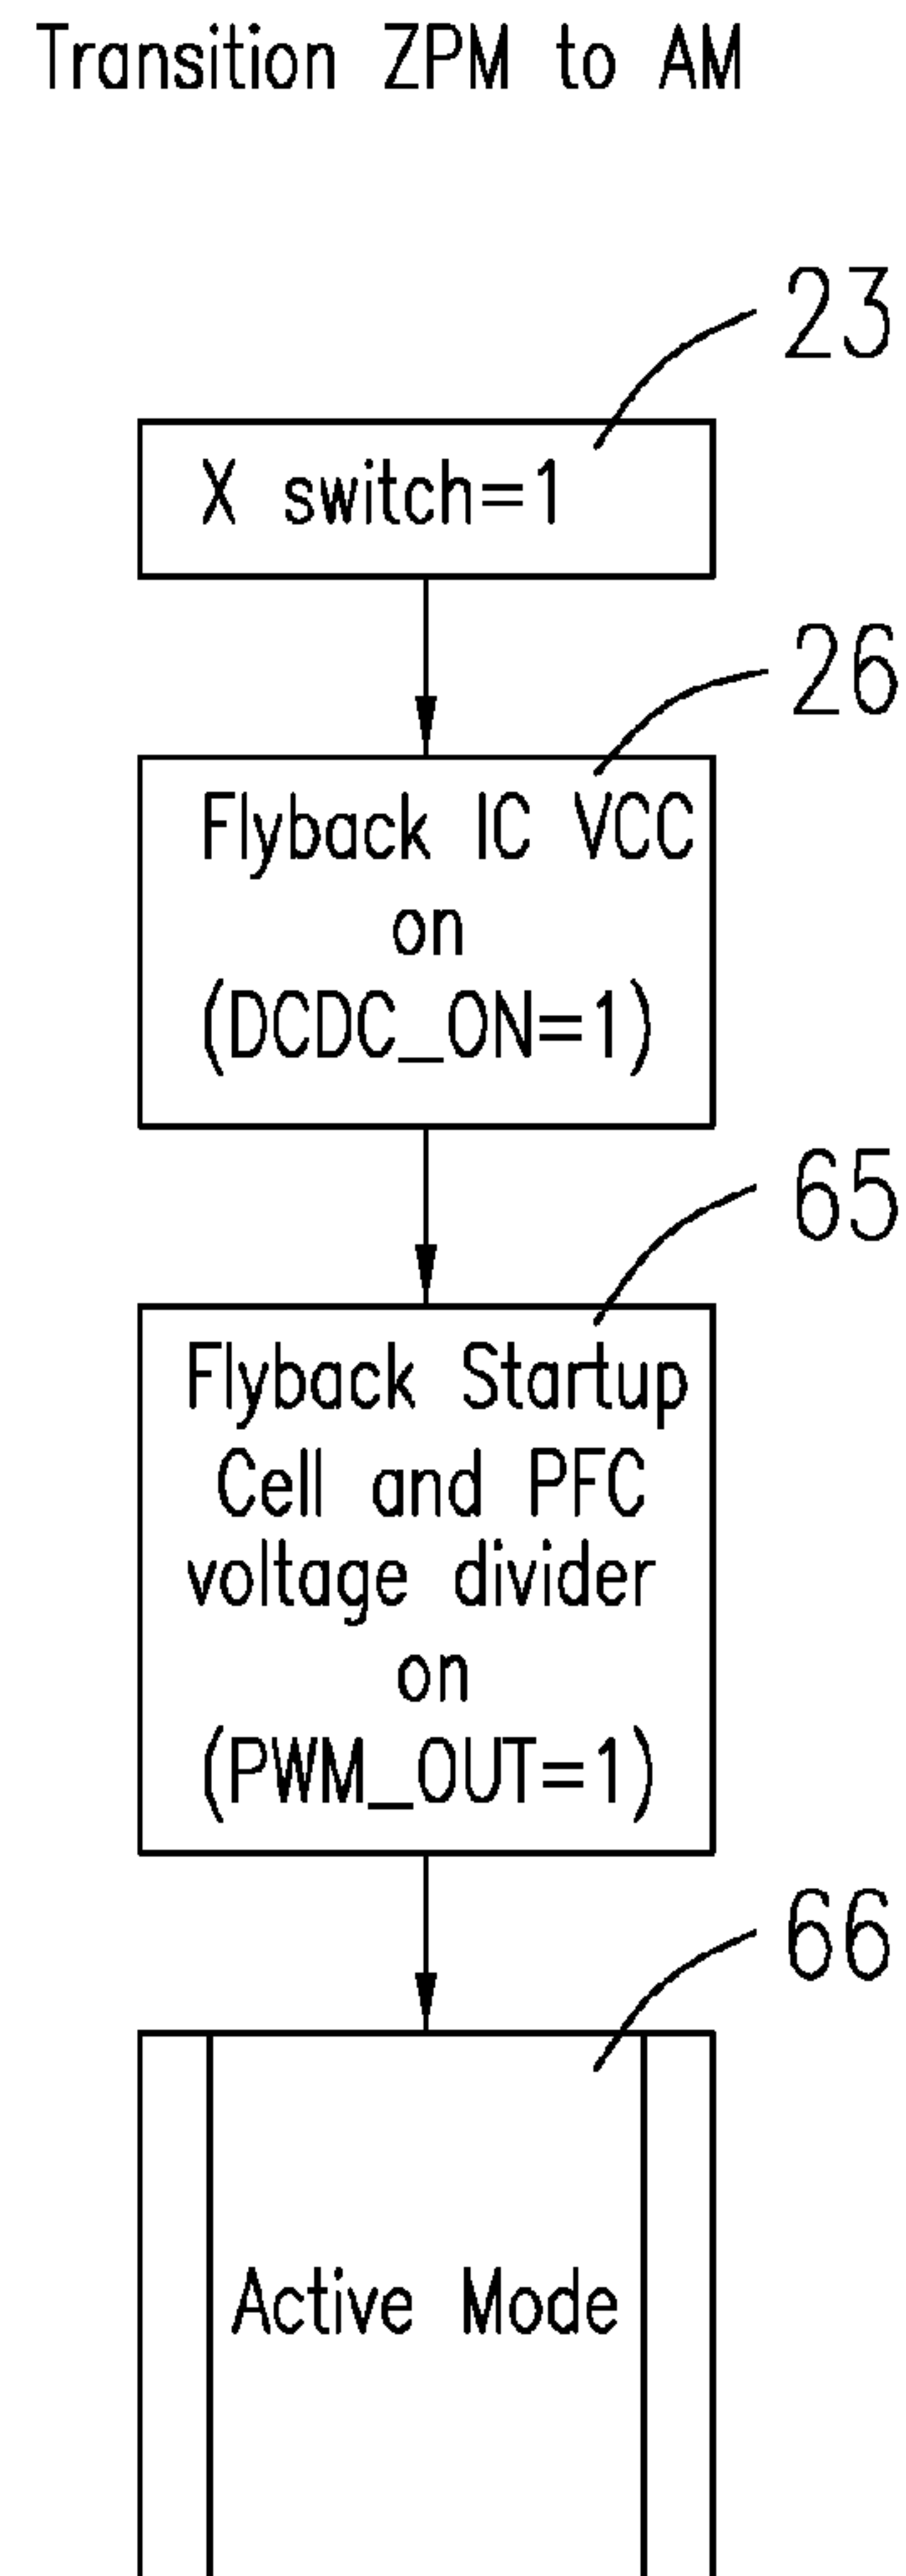 Transition ZPM to AM
23
X switch=1
26
Flyback IC VCC
on
(DCDC_ON=1)
65
Flyback Startup
Cell and PFC
voltage divider
on
(PWM_OUT=1)
66
Active Mode